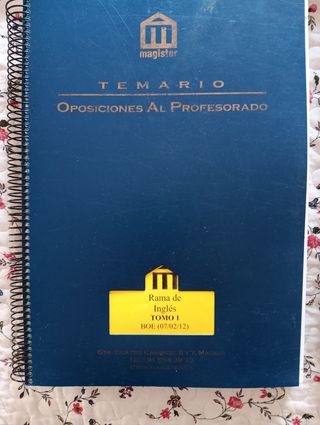 magister
TEMARIO
OPOSICIONES AL PROFESORADO
Rama de
Inglés
TOMO 1
BOE (07/02/12)